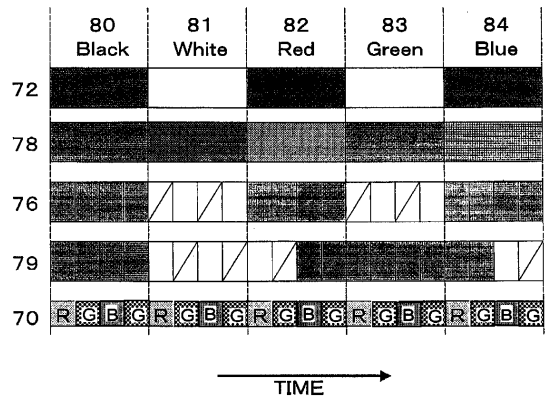 80 81 82 83 84
Black White Red Green Blue
72
78
76
79
70 R G B G R G B G R G B G R G B G R G B G
TIME